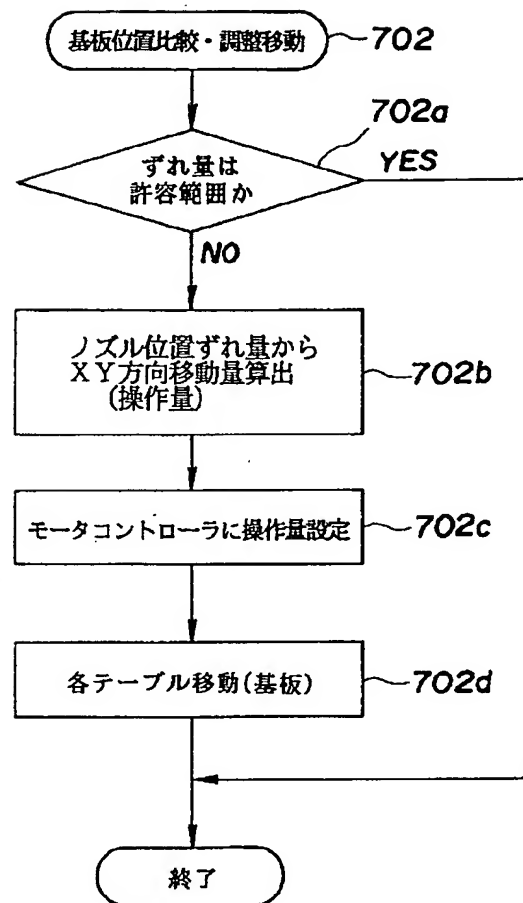 基板位置比較・調整移動
702
702a
ずれ量は
許容範囲か
YES
NO
ノズル位置ずれ量から
XY方向移動量算出
(操作量)
702b
モータコントローラに操作量設定
702c
各テーブル移動(基板)
702d
終了